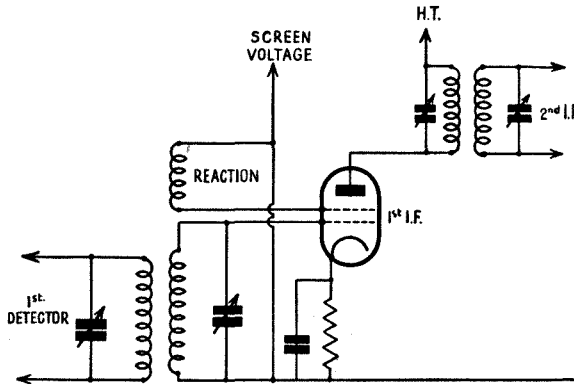 H.T.
SCREEN
VOLTAGE
2nd I.F
REACTION
1st I.F.
1st.
DETECTOR